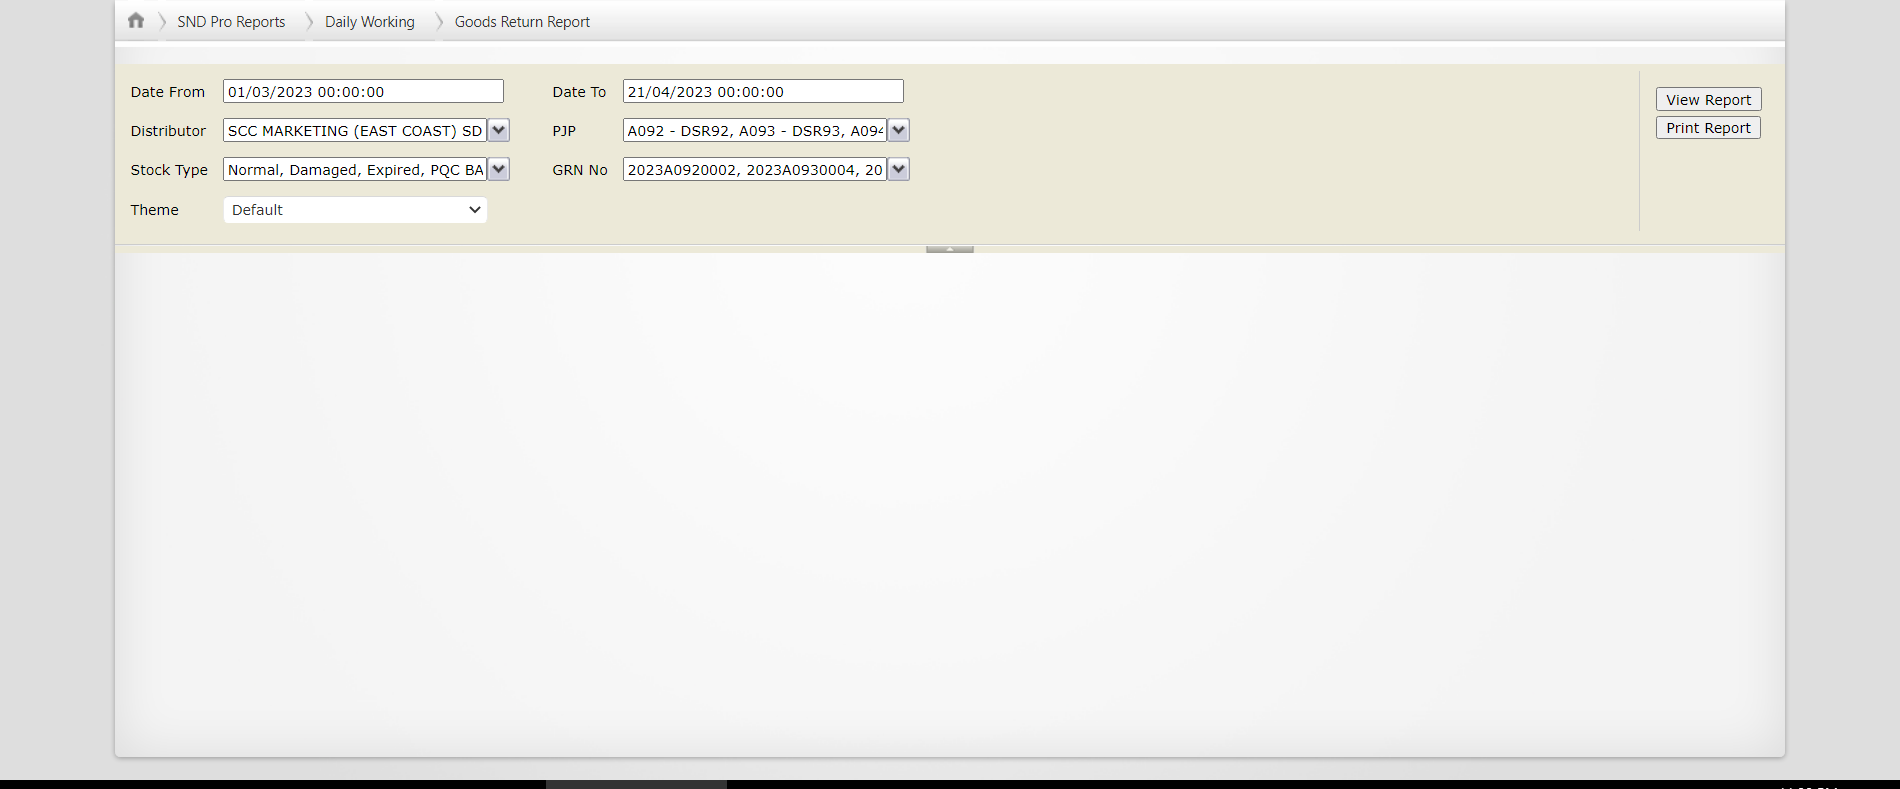 SND Pro Reports Daily Working Goods Return Report
Date From 01/03/2023 00:00:00 Date To 21/04/2023 00:00:00
View Report
Distributor SCC MARKETING (EAST COAST) SD PJP A092 - DSR92, A093 - DSR93, A094
Print Report
Stock Type Normal, Damaged, Expired, PQC BA GRN No 2023A0920002, 2023A0930004, 20
Theme Default